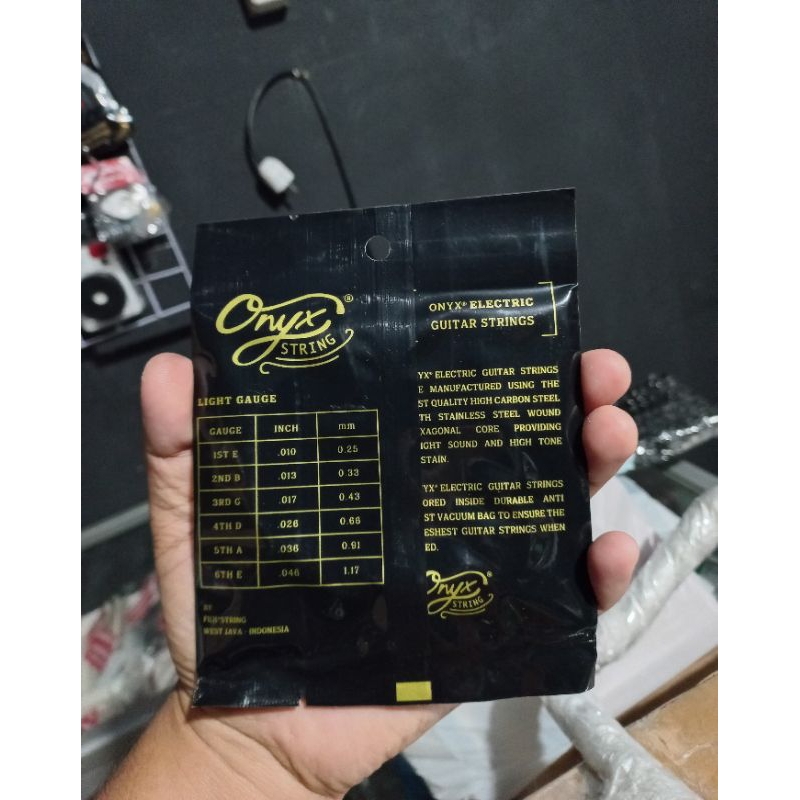 Onyx®
STRING
LIGHT GAUGE
GAUGE INCH mm
1ST E .010 0.25
2ND B .013 0.33
3RD G .017 0.43
4TH D .026 0.66
5TH A .036 0.91
6TH E .046 1.17
BY
STRING
WEST JAVA - INDONESIA
ONYX® ELECTRIC
GUITAR STRINGS
YX® ELECTRIC GUITAR STRINGS
E MANUFACTURED USING THE
ST QUALITY HIGH CARBON STEEL
TH STAINLESS STEEL WOUND
XAGONAL CORE PROVIDING
IGHT SOUND AND HIGH TONE
STAIN.
YX® ELECTRIC GUITAR STRINGS
ORED INSIDE DURABLE ANTI
ST VACUUM BAG TO ENSURE THE
ESHEST GUITAR STRINGS WHEN
ED.
Onyx®
STRING